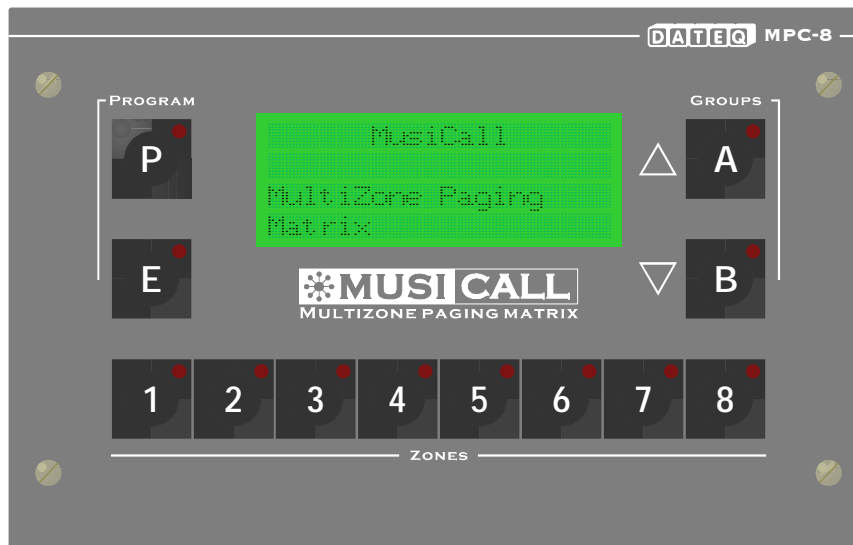 DATEQ MPC-8
PROGRAM
GROUPS
P
MusiCall
MultiZone Paging
Matrix
A
E
MUSICALL
MULTIZONE PAGING MATRIX
B
1 2 3 4 5 6 7 8
ZONES